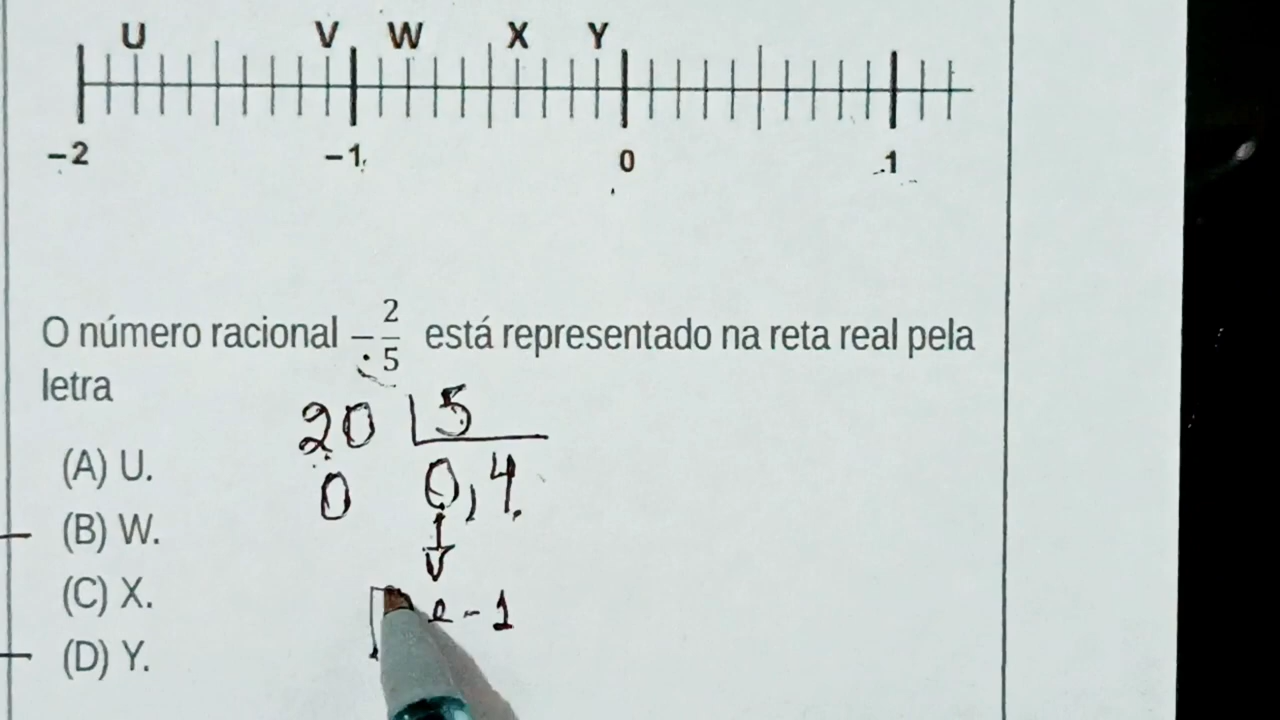 U V W X Y
-2 -1 0 1
O número racional -2/5 está representado na reta real pela
letra
20 5
0 0,4
(A) U.
(B) W.
(C) X.
(D) Y.
e - 1